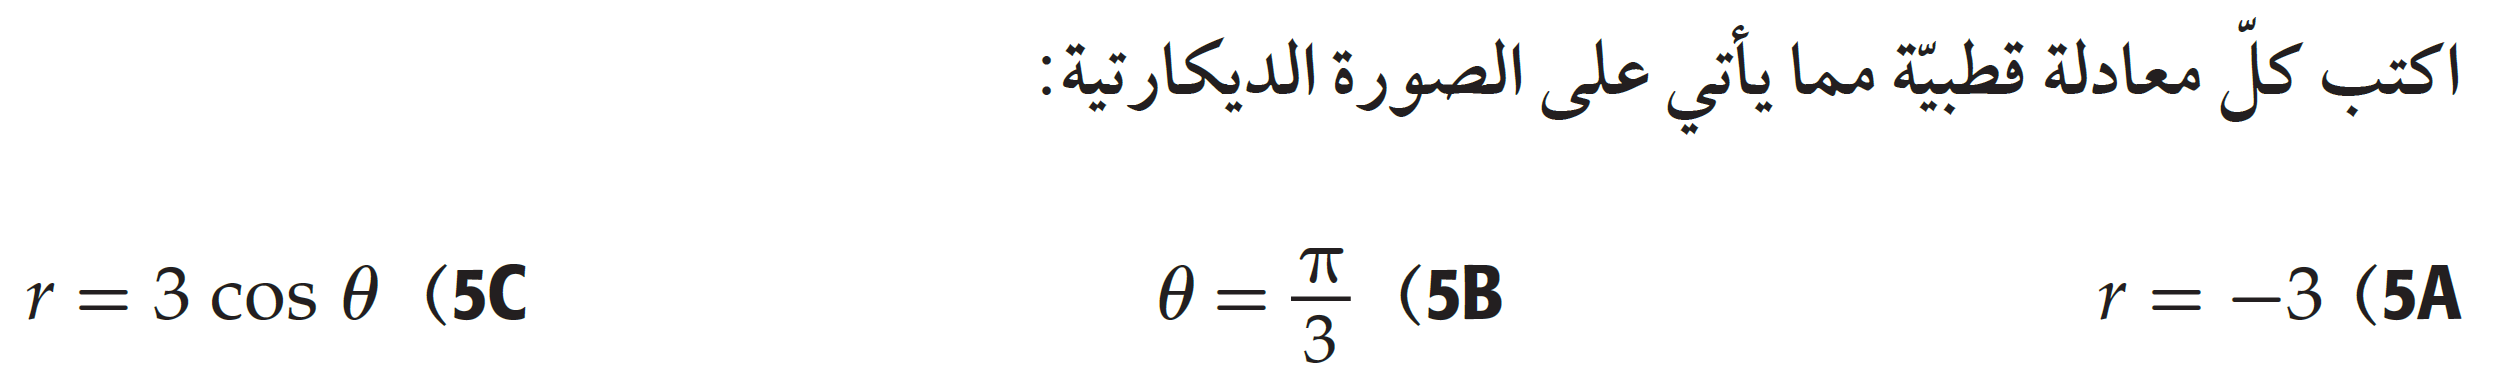 اكتب كلّ معادلة قطبيّة مما يأتي على الصورة الديكارتية:
5A) r = −3    5B) θ = π/3    5C) r = 3 cos θ